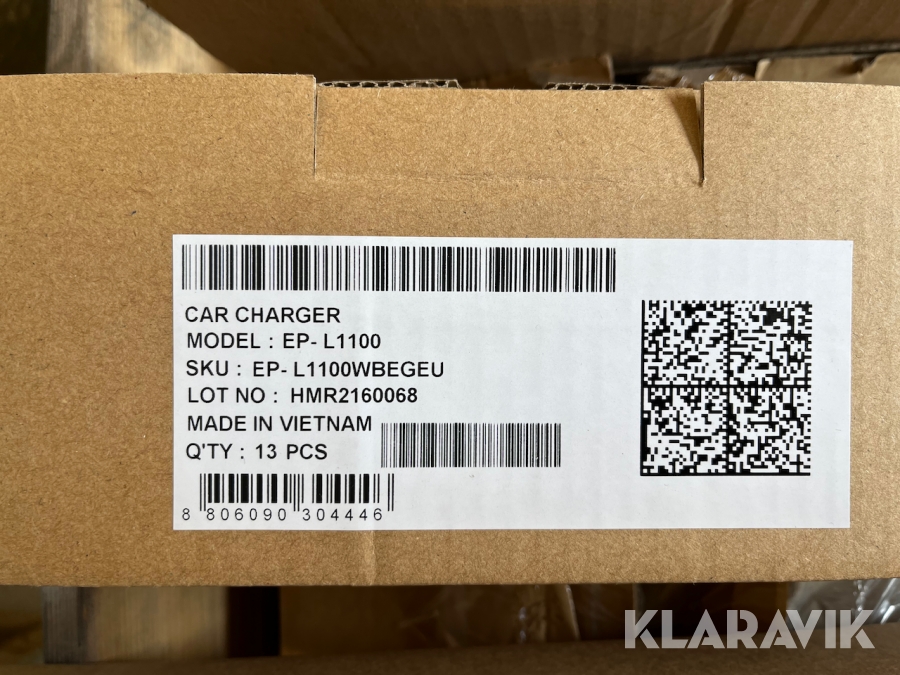 CAR CHARGER
MODEL : EP- L1100
SKU : EP- L1100WBEGEU
LOT NO : HMR2160068
MADE IN VIETNAM
Q'TY : 13 PCS
8 806090 304446
KLARAVIK